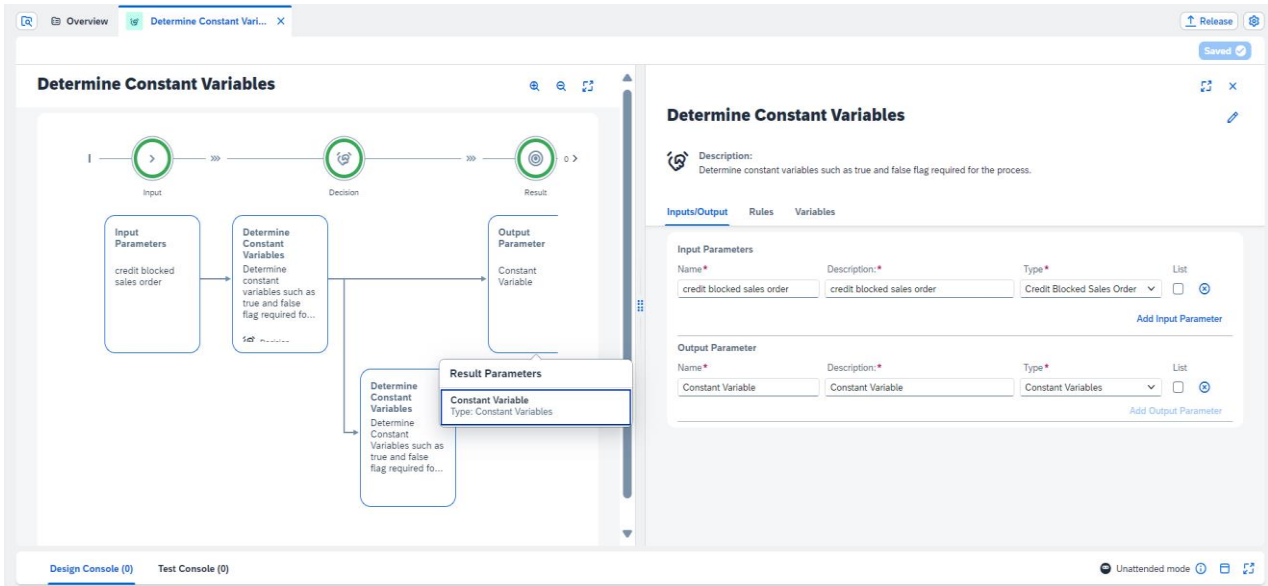 Overview
Determine Constant Vari...
Release
Saved
Determine Constant Variables
Input
Decision
Result
0
Input
Parameters
credit blocked
sales order
Determine
Constant
Variables
Determine
constant
variables such as
true and false
flag required fo...
Decision
Output
Parameter
Constant
Variable
Determine
Constant
Variables
Determine
Constant
Variables such as
true and false
flag required fo...
Result Parameters
Constant Variable
Type: Constant Variables
Determine Constant Variables
Description:
Determine constant variables such as true and false flag required for the process.
Inputs/Output Rules Variables
Input Parameters
Name* Description:* Type* List
credit blocked sales order credit blocked sales order Credit Blocked Sales Order
Add Input Parameter
Output Parameter
Name* Description:* Type* List
Constant Variable Constant Variable Constant Variables
Add Output Parameter
Design Console (0) Test Console (0)
Unattended mode